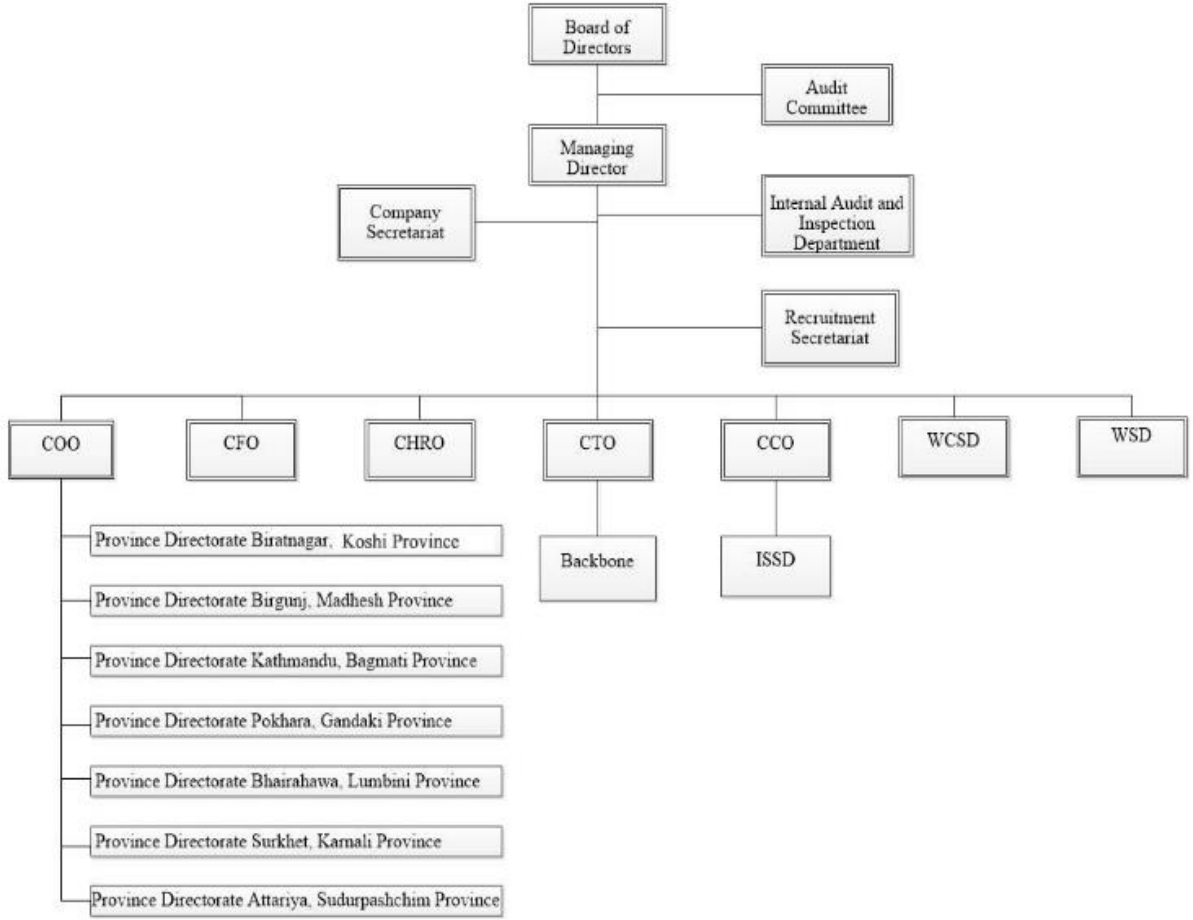 Board of
Directors
Audit
Committee
Managing
Director
Company
Secretariat
Internal Audit and
Inspection
Department
Recruitment
Secretariat
COO
CFO
CHRO
CTO
CCO
WCSD
WSD
Province Directorate Biratnagar, Koshi Province
Backbone
ISSD
Province Directorate Birgunj, Madhesh Province
Province Directorate Kathmandu, Bagmati Province
Province Directorate Pokhara, Gandaki Province
Province Directorate Bhairahawa, Lumbini Province
Province Directorate Surkhet, Karnali Province
Province Directorate Attariya, Sudurpashchim Province